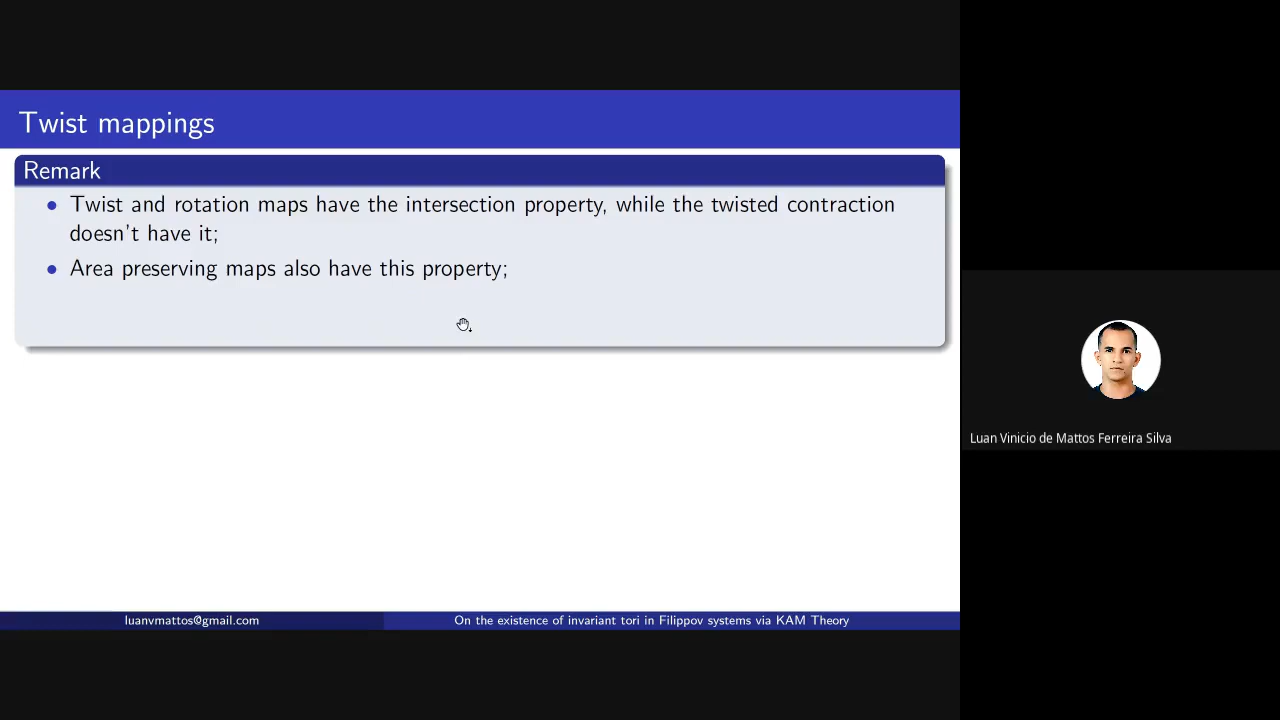 Twist mappings
Remark
• Twist and rotation maps have the intersection property, while the twisted contraction
doesn't have it;
• Area preserving maps also have this property;
Luan Vinicio de Mattos Ferreira Silva
luanvmattos@gmail.com
On the existence of invariant tori in Filippov systems via KAM Theory